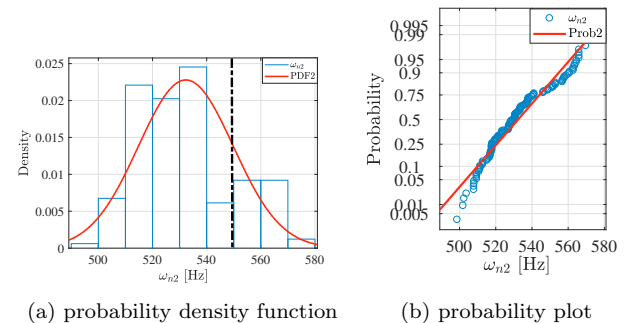 0.025
0.02
0.015
0.01
0.005
0
Density
500
520
540
560
580
ω_{n2} [Hz]
ω_{n2}
PDF2
(a) probability density function
0.995
0.99
0.95
0.9
0.75
0.5
0.25
0.1
0.05
0.01
0.005
Probability
500
520
540
560
580
ω_{n2} [Hz]
ω_{n2}
Prob2
(b) probability plot